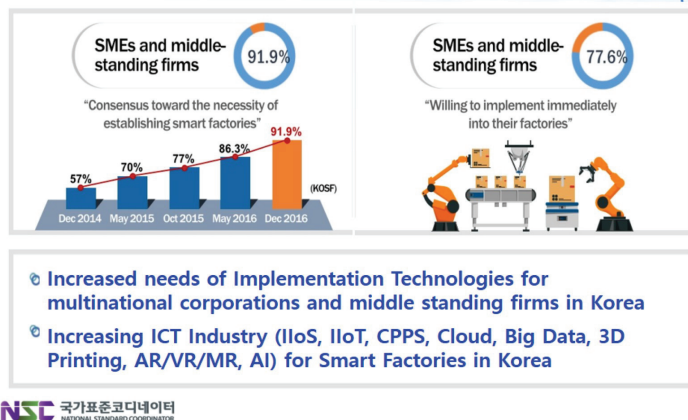 SMEs and middle-
standing firms
91.9%
"Consensus toward the necessity of
establishing smart factories"
57%
70%
77%
86.3%
91.9%
(KOSF)
Dec 2014 May 2015 Oct 2015 May 2016 Dec 2016
SMEs and middle-
standing firms
77.6%
"Willing to implement immediately
into their factories"
Increased needs of Implementation Technologies for
multinational corporations and middle standing firms in Korea
Increasing ICT Industry (IIoS, IIoT, CPPS, Cloud, Big Data, 3D
Printing, AR/VR/MR, AI) for Smart Factories in Korea
NSC 국가표준코디네이터
NATIONAL STANDARD COORDINATOR